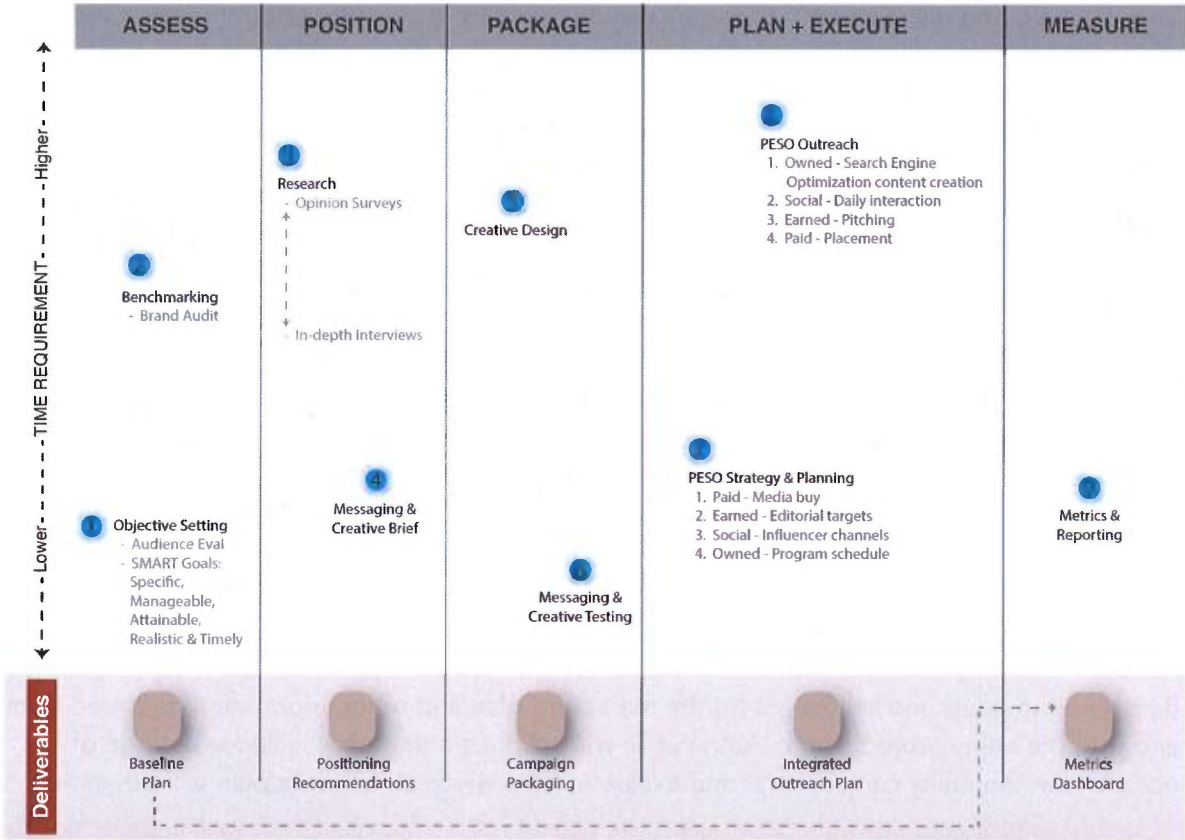 ASSESS
POSITION
PACKAGE
PLAN + EXECUTE
MEASURE
Higher
TIME REQUIREMENT
Lower
2
Benchmarking
- Brand Audit
1
Objective Setting
- Audience Eval
- SMART Goals:
Specific,
Manageable,
Attainable,
Realistic & Timely
Research
- Opinion Surveys
- In-depth Interviews
4
Messaging &
Creative Brief
Creative Design
Messaging &
Creative Testing
PESO Outreach
1. Owned - Search Engine
Optimization content creation
2. Social - Daily interaction
3. Earned - Pitching
4. Paid - Placement
PESO Strategy & Planning
1. Paid - Media buy
2. Earned - Editorial targets
3. Social - Influencer channels
4. Owned - Program schedule
Metrics &
Reporting
Deliverables
Baseline
Plan
Positioning
Recommendations
Campaign
Packaging
Integrated
Outreach Plan
Metrics
Dashboard